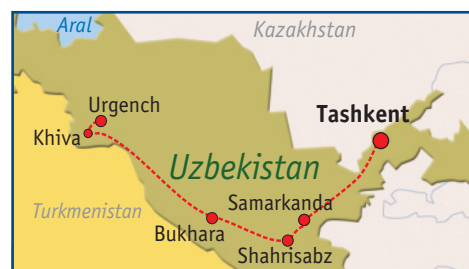 Aral
Kazakhstan
Urgench
Tashkent
Khiva
Uzbekistan
Samarkanda
Turkmenistan
Bukhara
Shahrisabz